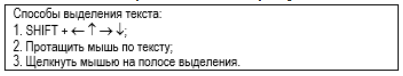 Способы выделения текста:
1. SHIFT + ← ↑ → ↓;
2. Протащить мышь по тексту;
3. Щелкнуть мышью на полосе выделения.